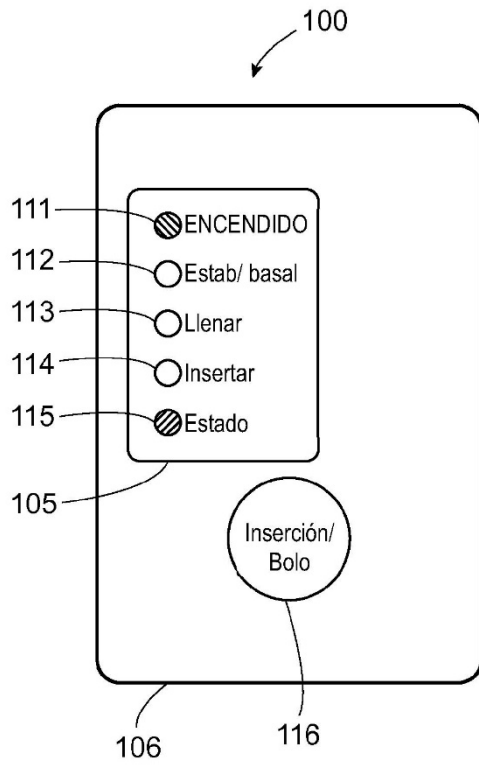 100
111
ENCENDIDO
112
Estab/ basal
113
Llenar
114
Insertar
115
Estado
105
Inserción/
Bolo
106
116